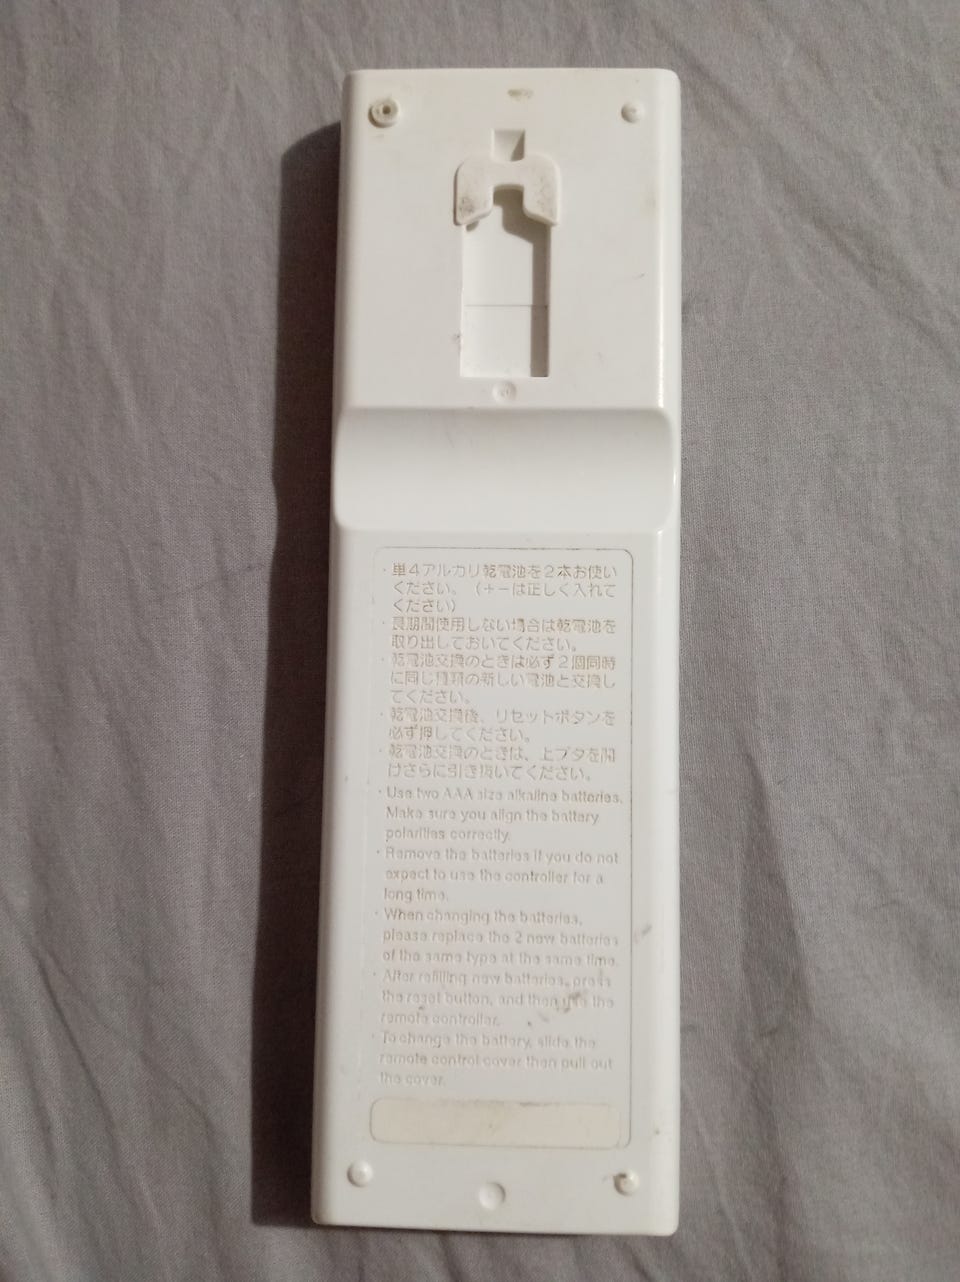 ・単4アルカリ乾電池を2本お使い
ください。（＋－は正しく入れて
ください）
・長期間使用しない場合は乾電池を
取り出しておいてください。
・乾電池交換のときは必ず2個同時
に同じ種類の新しい電池と交換し
てください。
・乾電池交換後、リセットボタンを
必ず押してください。
・乾電池交換のときは、上ブタを開
けさらに引き抜いてください。
・Use two AAA size alkaline batteries.
Make sure you align the battery
polarities correctly.
・Remove the batteries if you do not
expect to use the controller for a
long time.
・When changing the batteries,
please replace the 2 new batteries
of the same type at the same time.
・After refilling new batteries, press
the reset button, and then use the
remote controller.
・To change the battery, slide the
remote control cover then pull out
the cover.